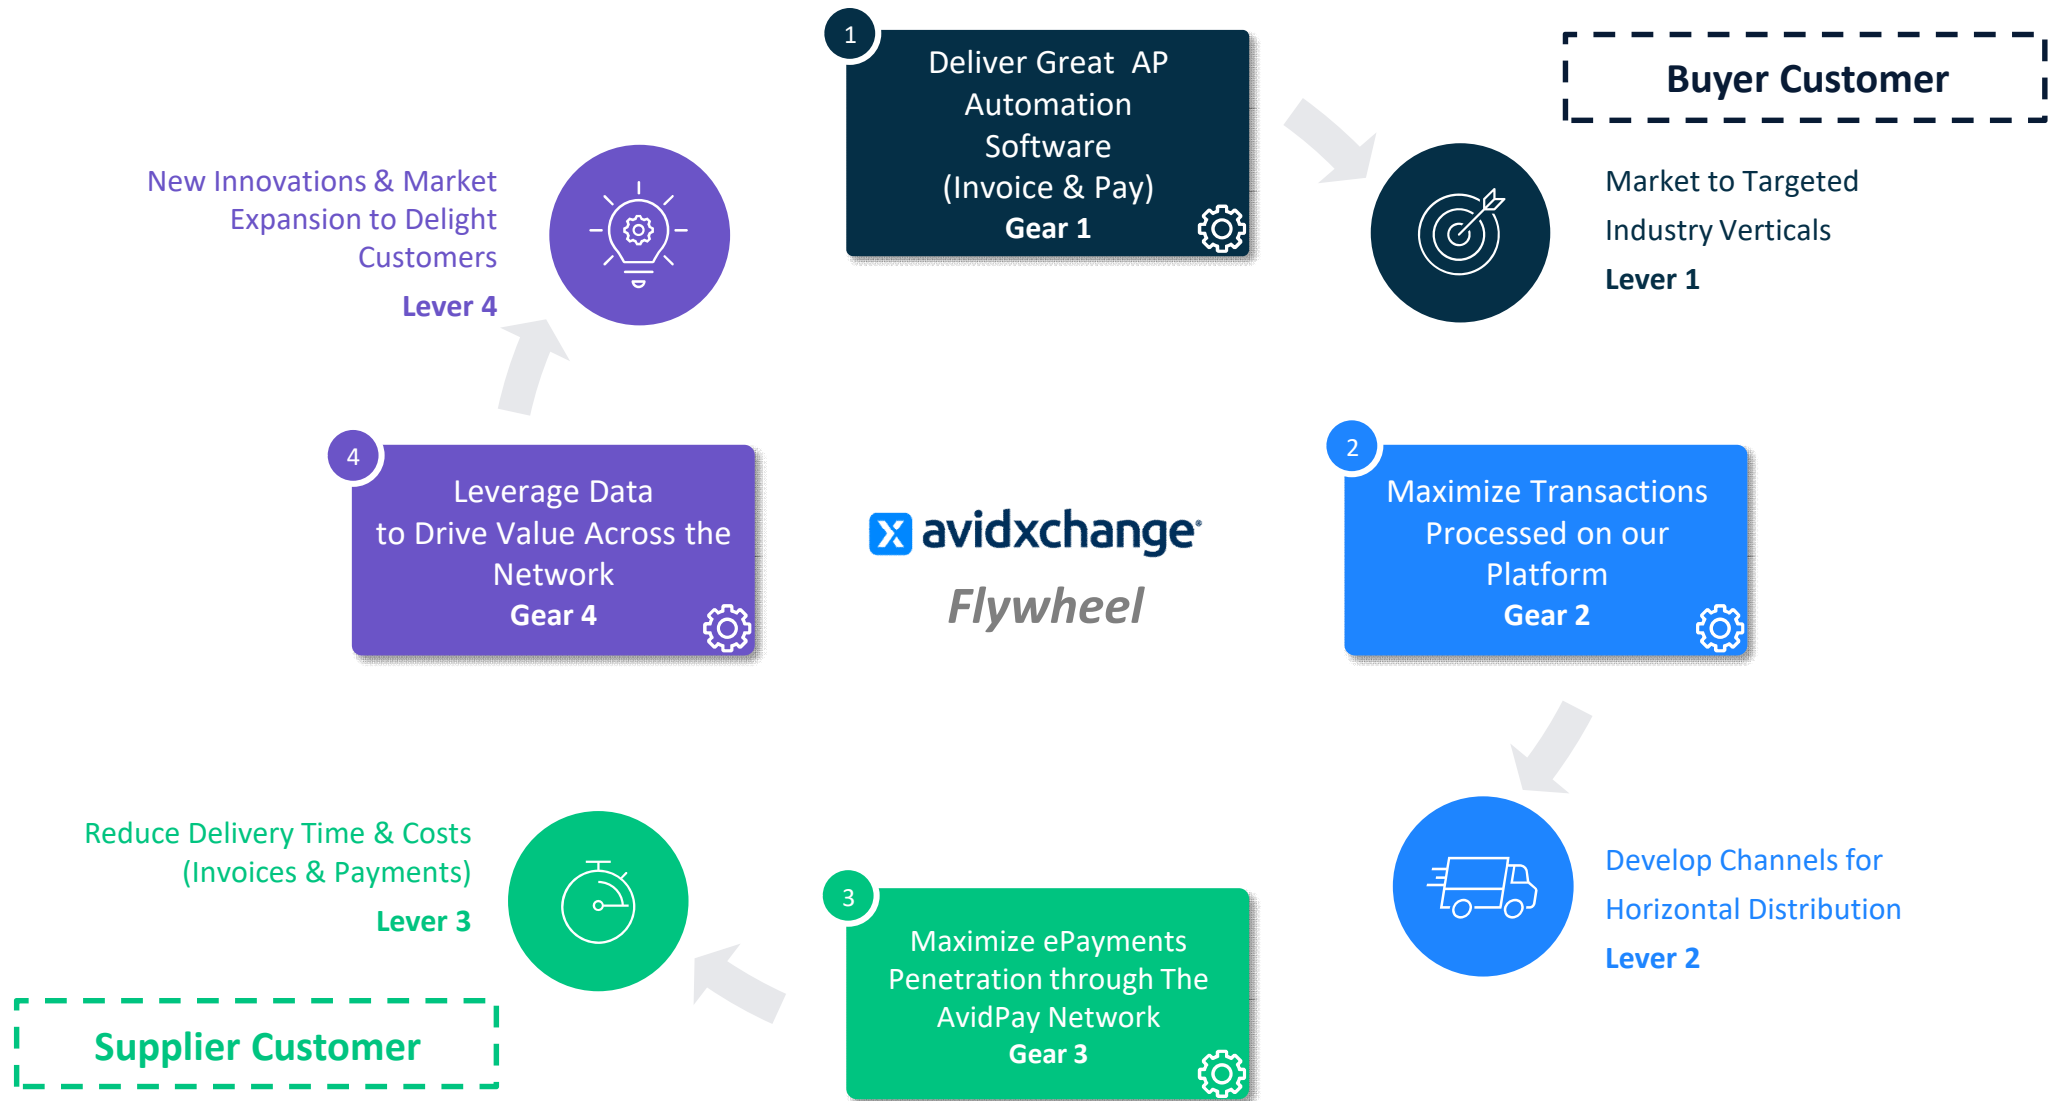 1
Deliver Great AP
Automation
Software
(Invoice & Pay)
Gear 1
Buyer Customer
Market to Targeted
Industry Verticals
Lever 1
New Innovations & Market
Expansion to Delight
Customers
Lever 4
4
Leverage Data
to Drive Value Across the
Network
Gear 4
x avidxchange
Flywheel
2
Maximize Transactions
Processed on our
Platform
Gear 2
Reduce Delivery Time & Costs
(Invoices & Payments)
Lever 3
Supplier Customer
3
Maximize ePayments
Penetration through The
AvidPay Network
Gear 3
Develop Channels for
Horizontal Distribution
Lever 2